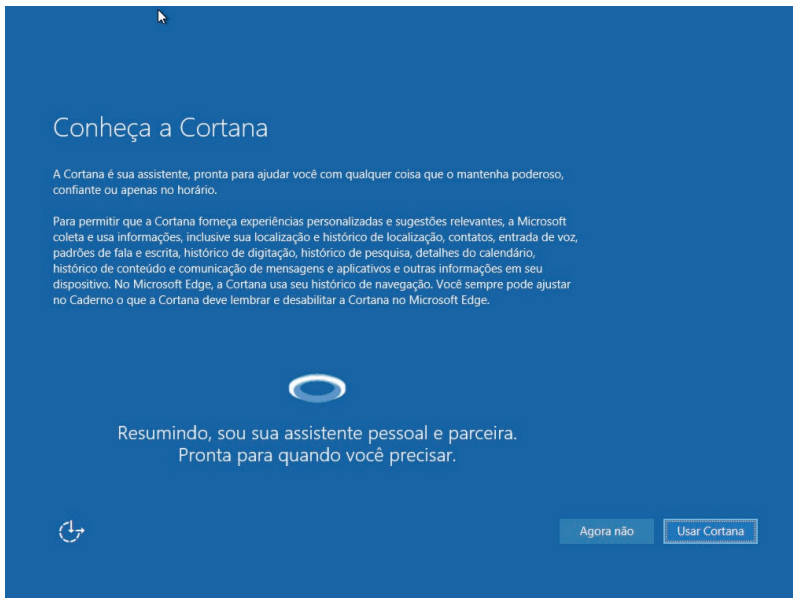 Conheça a Cortana
A Cortana é sua assistente, pronta para ajudar você com qualquer coisa que o mantenha poderoso,
confiante ou apenas no horário.
Para permitir que a Cortana forneça experiências personalizadas e sugestões relevantes, a Microsoft
coleta e usa informações, inclusive sua localização e histórico de localização, contatos, entrada de voz,
padrões de fala e escrita, histórico de digitação, histórico de pesquisa, detalhes do calendário,
histórico de conteúdo e comunicação de mensagens e aplicativos e outras informações em seu
dispositivo. No Microsoft Edge, a Cortana usa seu histórico de navegação. Você sempre pode ajustar
no Caderno o que a Cortana deve lembrar e desabilitar a Cortana no Microsoft Edge.
Resumindo, sou sua assistente pessoal e parceira.
Pronta para quando você precisar.
Agora não
Usar Cortana